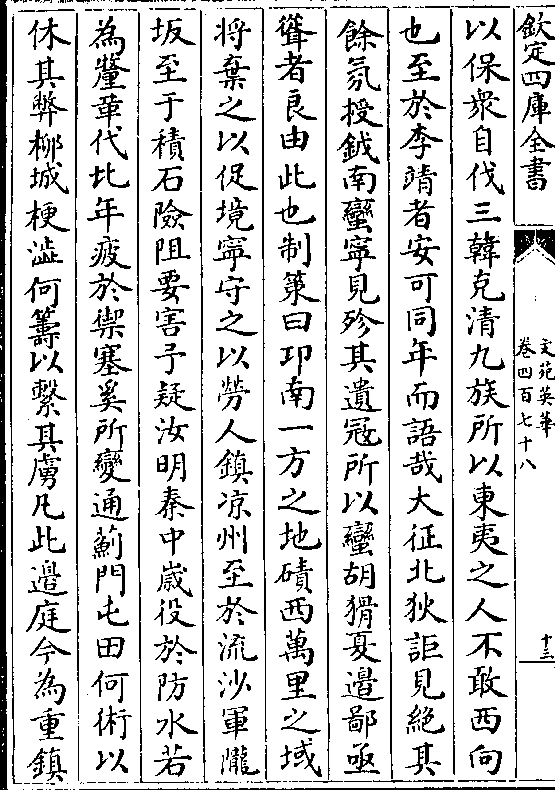 欽定四庫全書
文苑英華
卷四百七十八
十三
以保衆自伐三韓克清九族所以東夷之人不敢西向
也至於李靖者安可同年而語哉大征北狄詎見絶其
餘氛授鉞南蠻寧見殄其遺冦所以蠻胡猾夏邉鄙亟
聳者良由此也制策曰邛南一方之地磧西萬里之域
将棄之以促境寧守之以勞人鎮凉州至於流沙軍隴
坂至于積石險阻要害予疑汝明秦中嵗役於防水若
為釐革代北年疲於禦塞奚所變通薊門屯田何術以
休其弊柳城梗澁何籌以繫其虜凡此邉庭今為重鎮